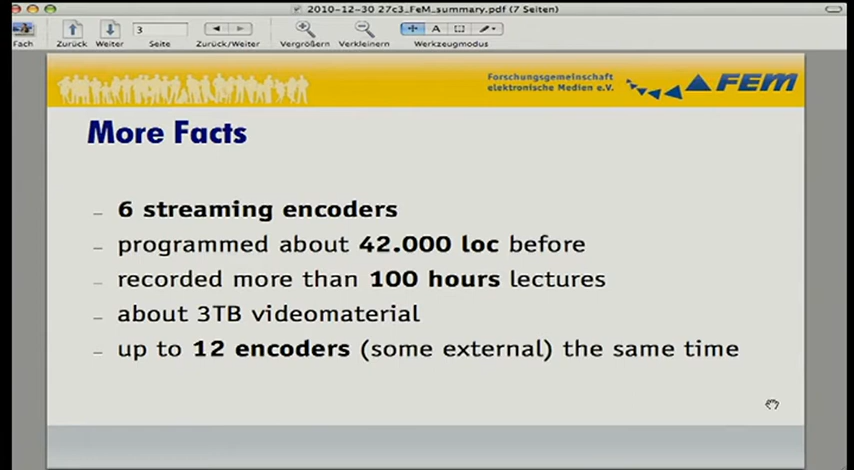 2010-12-30 27c3_FeM_summary.pdf (7 Seiten)
3
Fach Zurück Weiter Seite Zurück/Weiter Vergrößern Verkleinern Werkzeugmodus
A
Forschungsgemeinschaft
elektronische Medien e.V.
FEM
More Facts
– 6 streaming encoders
– programmed about 42.000 loc before
– recorded more than 100 hours lectures
– about 3TB videomaterial
– up to 12 encoders (some external) the same time